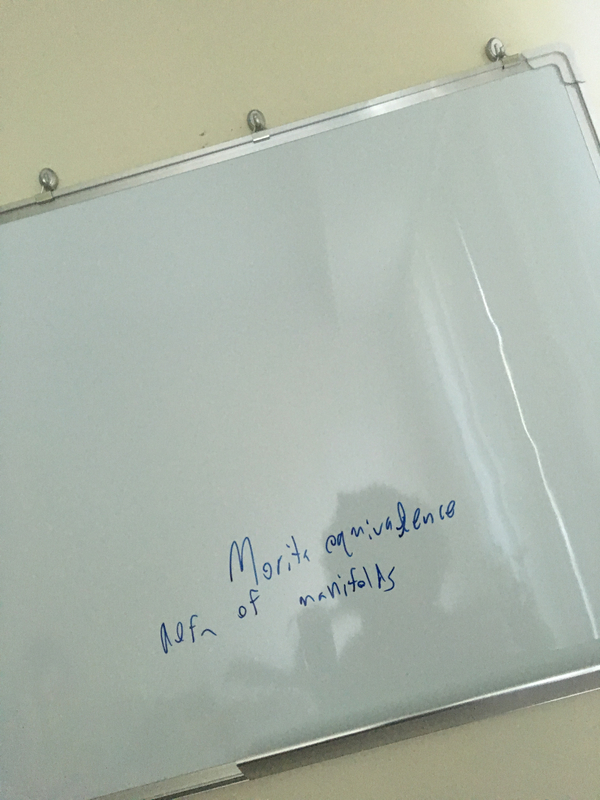 Morita equivalence
defn of manifolds